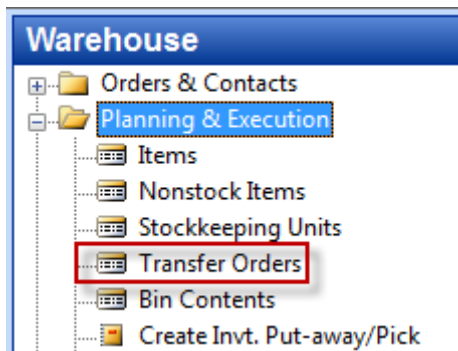 Warehouse
Orders & Contacts
Planning & Execution
Items
Nonstock Items
Stockkeeping Units
Transfer Orders
Bin Contents
Create Invt. Put-away/Pick